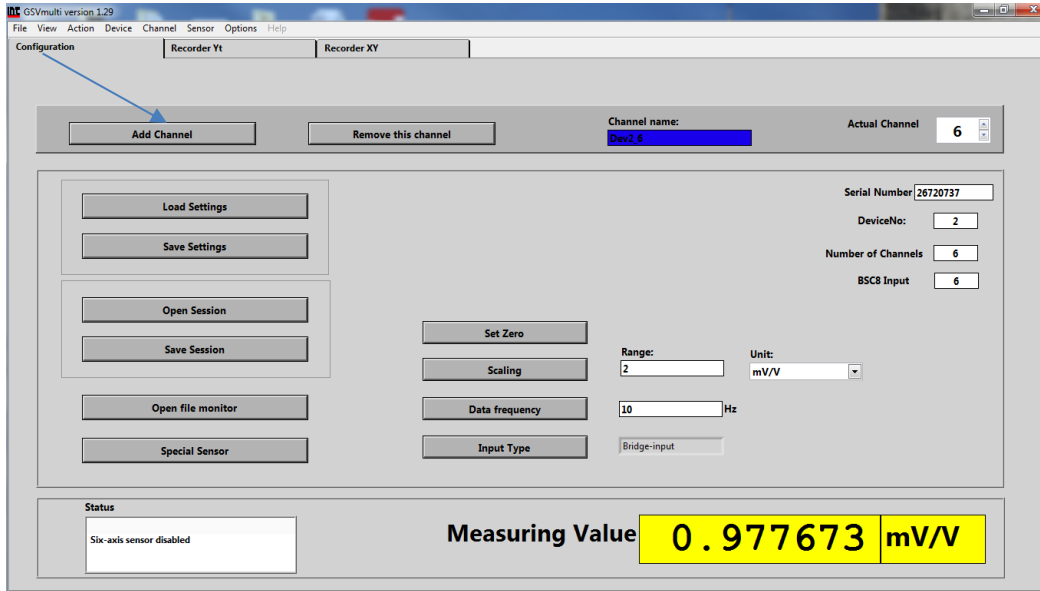 GSVmulti version 1.29
File View Action Device Channel Sensor Options Help
Configuration Recorder Yt Recorder XY
Add Channel Remove this channel Channel name: Actual Channel 6
Dev2 6
Load Settings Serial Number 26720737
DeviceNo: 2
Save Settings Number of Channels 6
BSC8 Input 6
Open Session
Set Zero
Save Session Range: Unit:
Scaling 2 mV/V
Open file monitor Data frequency 10 Hz
Special Sensor Input Type Bridge-input
Status
Six-axis sensor disabled Measuring Value 0.977673 mV/V